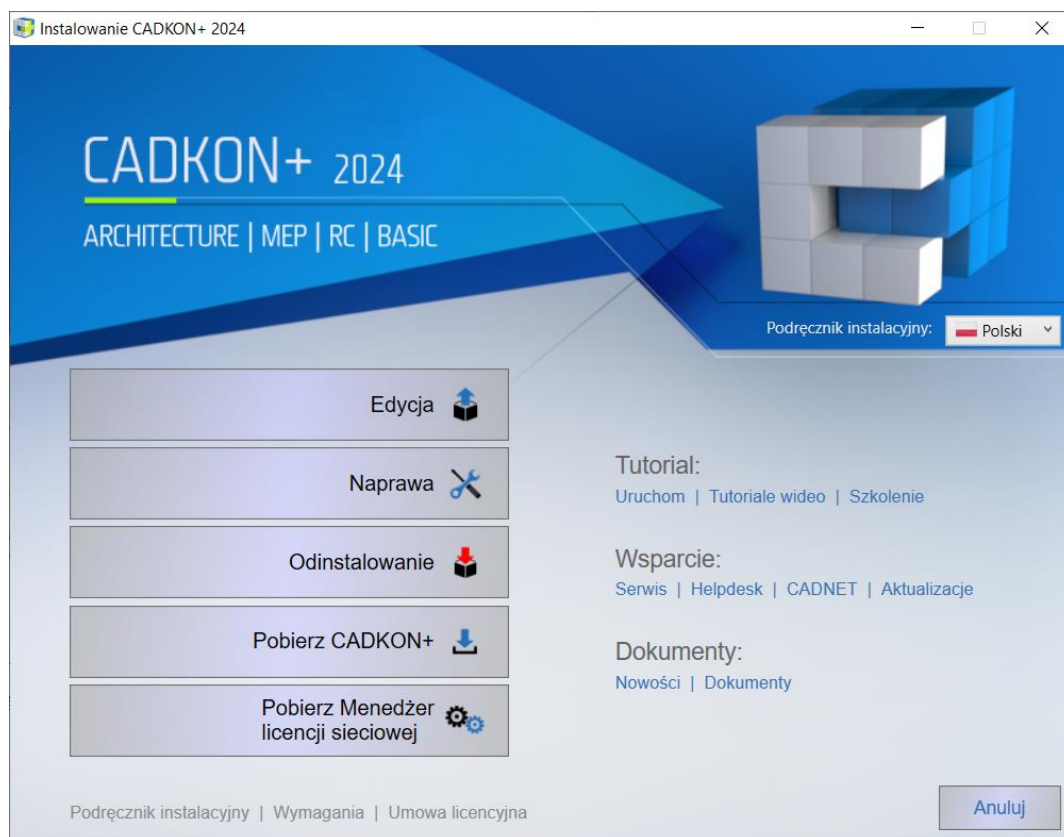 Instalowanie CADKON+ 2024
CADKON+ 2024
ARCHITECTURE | MEP | RC | BASIC
Podręcznik instalacyjny: Polski
Edycja
Naprawa
Odinstalowanie
Pobierz CADKON+
Pobierz Menedżer
licencji sieciowej
Tutorial:
Uruchom | Tutoriale wideo | Szkolenie
Wsparcie:
Serwis | Helpdesk | CADNET | Aktualizacje
Dokumenty:
Nowości | Dokumenty
Podręcznik instalacyjny | Wymagania | Umowa licencyjna
Anuluj